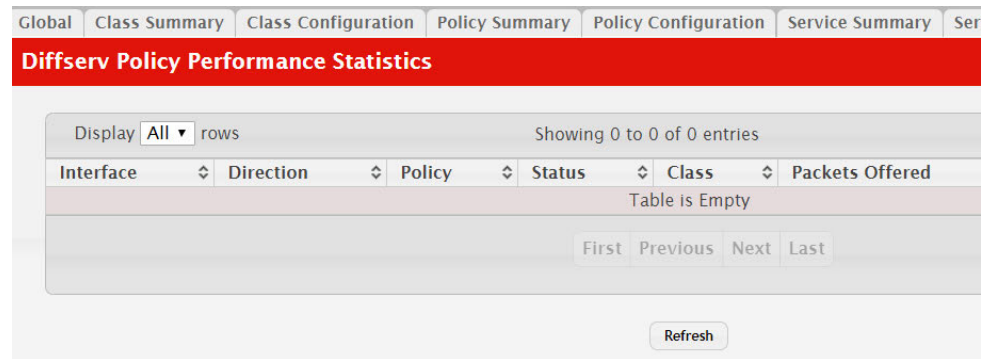 Global Class Summary Class Configuration Policy Summary Policy Configuration Service Summary Ser
Diffserv Policy Performance Statistics
Display All rows Showing 0 to 0 of 0 entries
Interface Direction Policy Status Class Packets Offered
Table is Empty
First Previous Next Last
Refresh